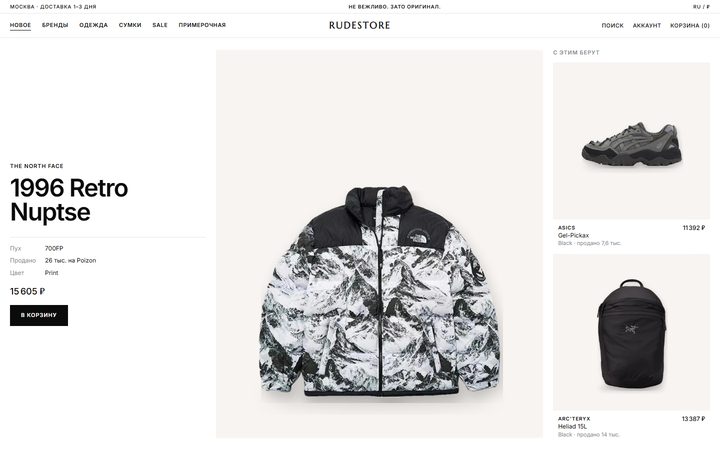 МОСКВА · ДОСТАВКА 1–3 ДНЯ
НЕ ВЕЖЛИВО. ЗАТО ОРИГИНАЛ.
RU / ₽
НОВОЕ БРЕНДЫ ОДЕЖДА СУМКИ SALE ПРИМЕРОЧНАЯ
RUDESTORE
ПОИСК АККАУНТ КОРЗИНА (0)
THE NORTH FACE
1996 Retro
Nuptse
Пух 700FP
Продано 26 тыс. на Poizon
Цвет Print
15 605 ₽
В КОРЗИНУ
THE
NORTH
FACE
С ЭТИМ БЕРУТ
ASICS 11 392 ₽
Gel-Pickax
Black · продано 7,6 тыс.
ARC'TERYX 13 387 ₽
Heliad 15L
Black · продано 14 тыс.